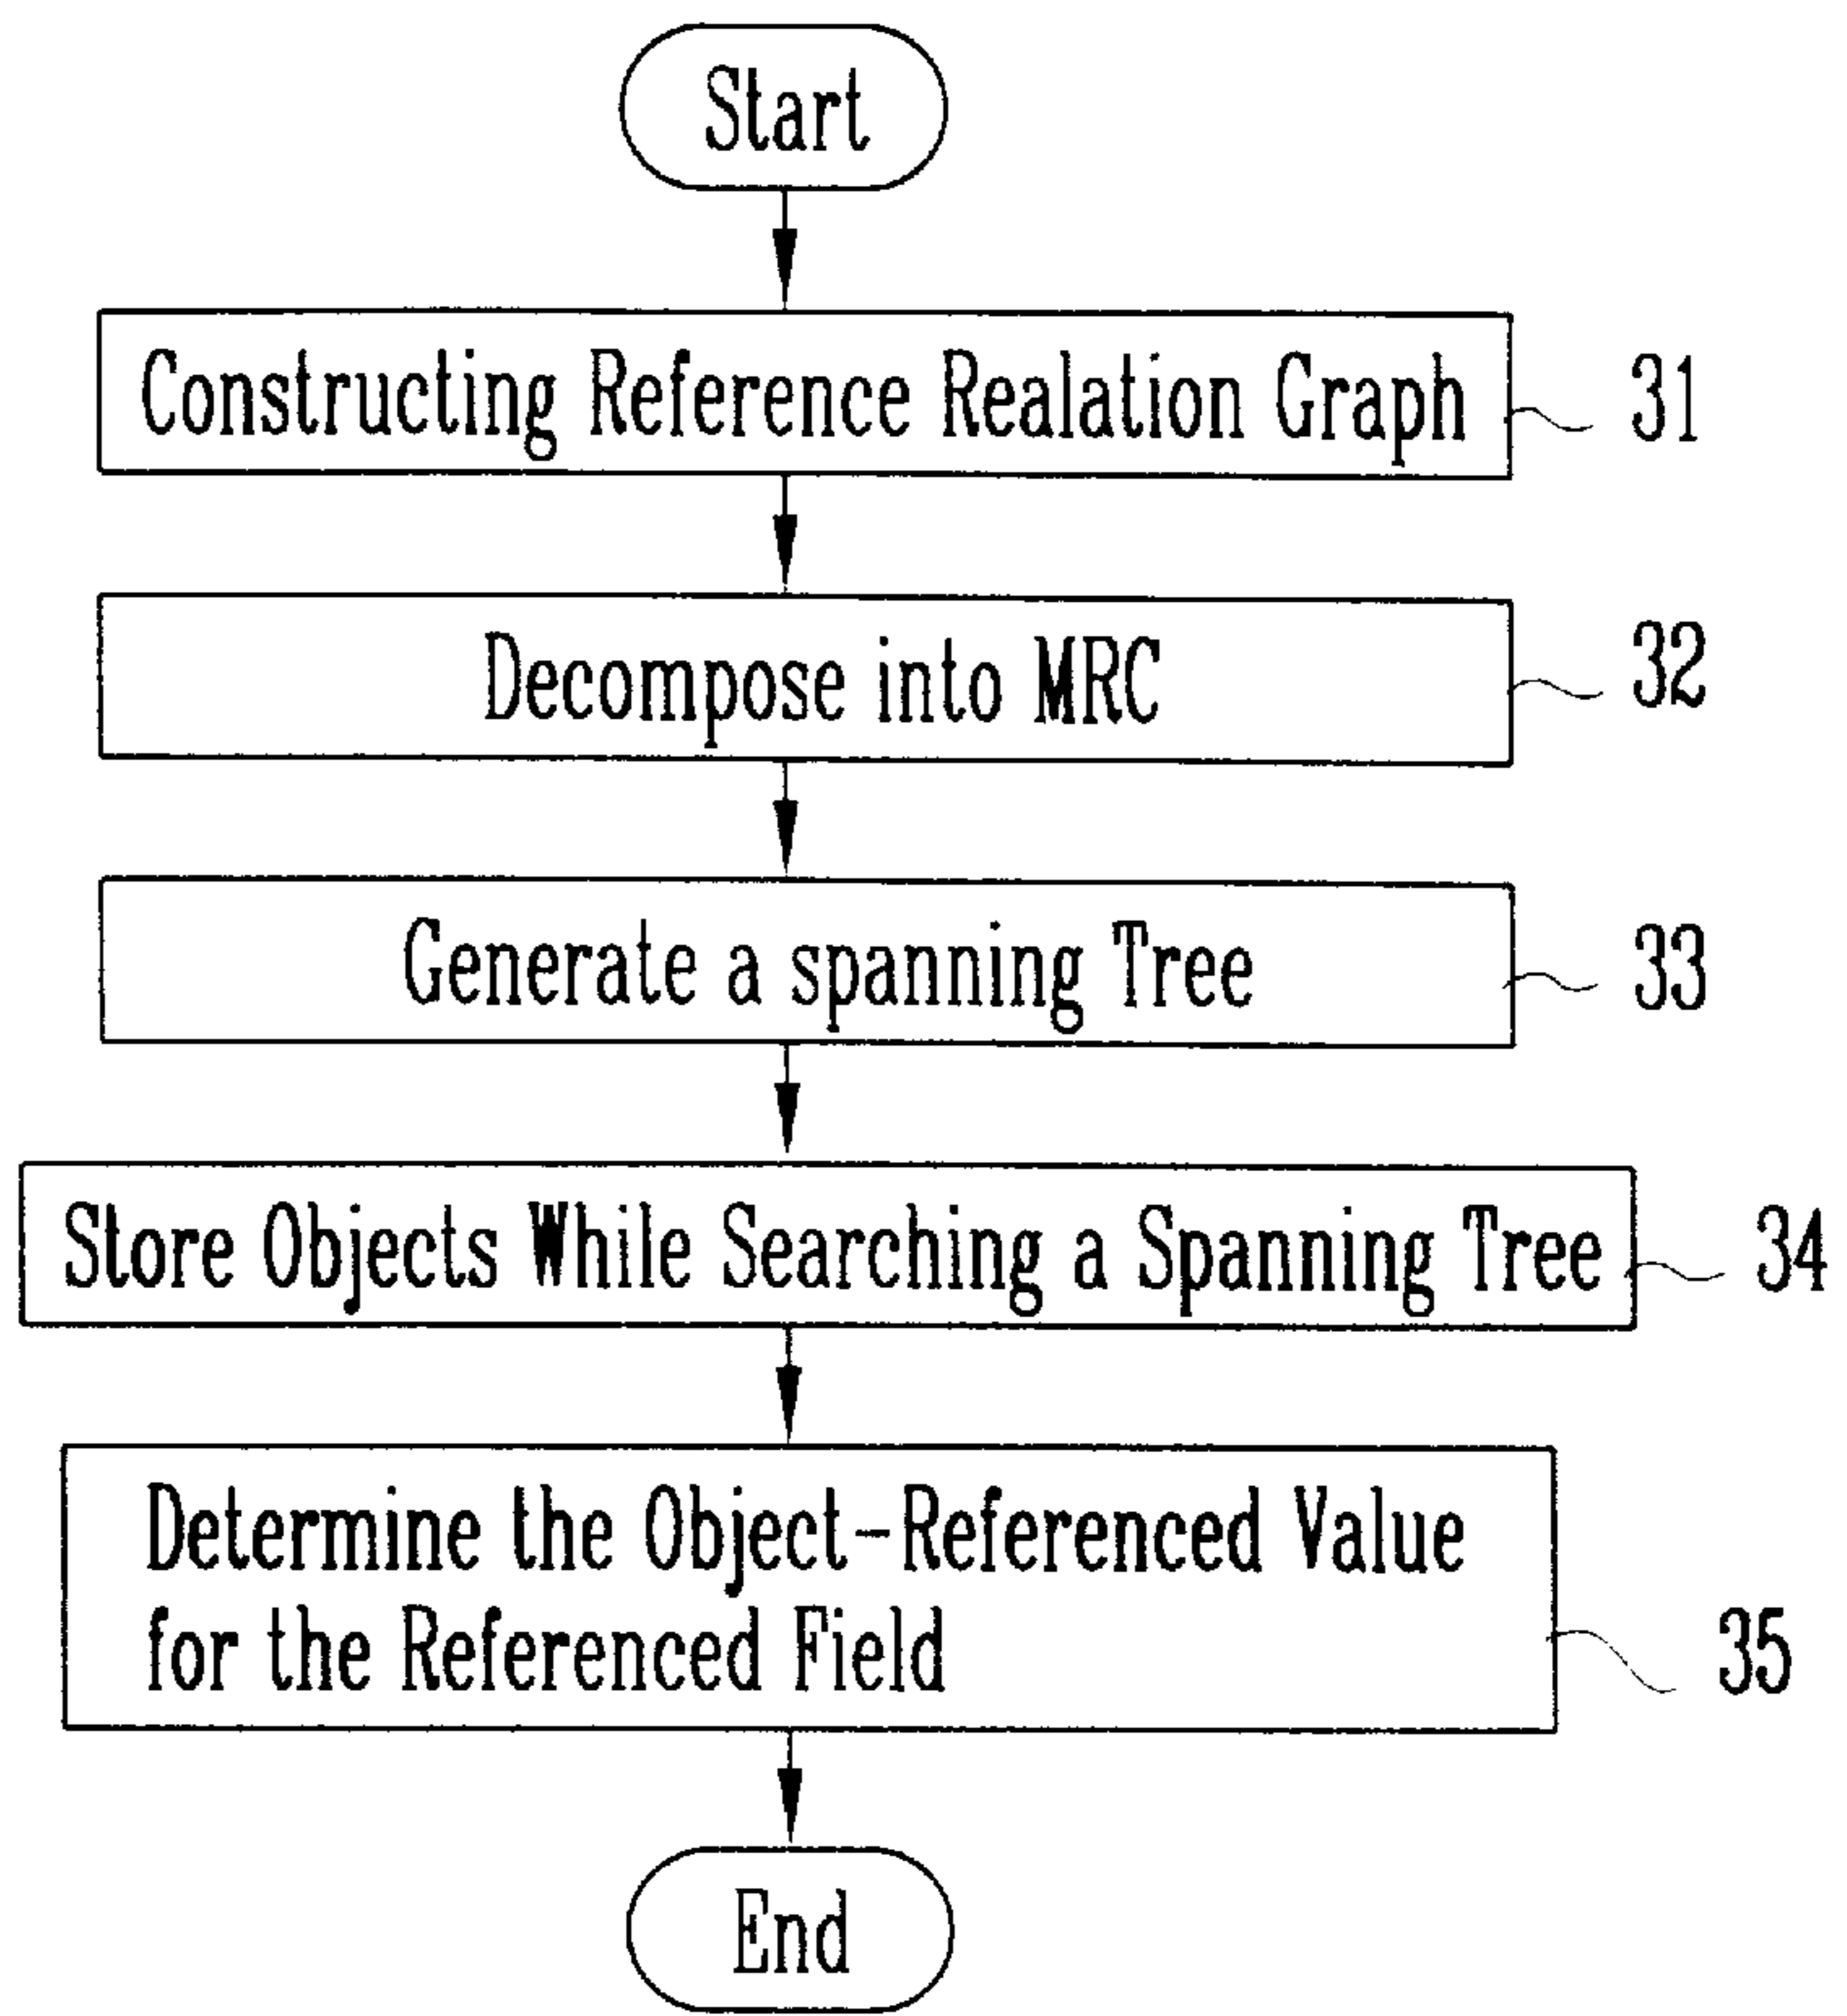 Start
Constructing Reference Realation Graph
31
Decompose into MRC
32
Generate a spanning Tree
33
Store Objects While Searching a Spanning Tree
34
Determine the Object-Referenced Value
for the Referenced Field
35
End